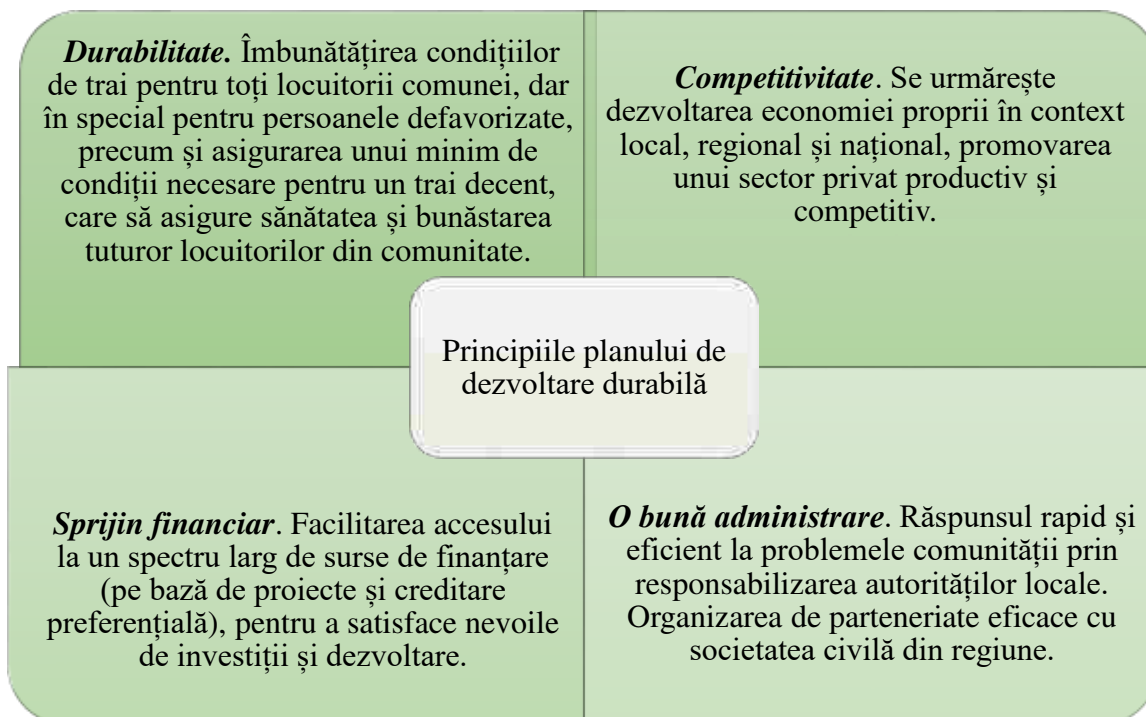 Durabilitate. Îmbunătățirea condițiilor
de trai pentru toți locuitorii comunei, dar
în special pentru persoanele defavorizate,
precum și asigurarea unui minim de
condiții necesare pentru un trai decent,
care să asigure sănătatea și bunăstarea
tuturor locuitorilor din comunitate.
Competitivitate. Se urmărește
dezvoltarea economiei proprii în context
local, regional și național, promovarea
unui sector privat productiv și
competitiv.
Principiile planului de
dezvoltare durabilă
Sprijin financiar. Facilitarea accesului
la un spectru larg de surse de finanțare
(pe bază de proiecte și creditare
preferențială), pentru a satisface nevoile
de investiții și dezvoltare.
O bună administrare. Răspunsul rapid și
eficient la problemele comunității prin
responsabilizarea autorităților locale.
Organizarea de parteneriate eficace cu
societatea civilă din regiune.